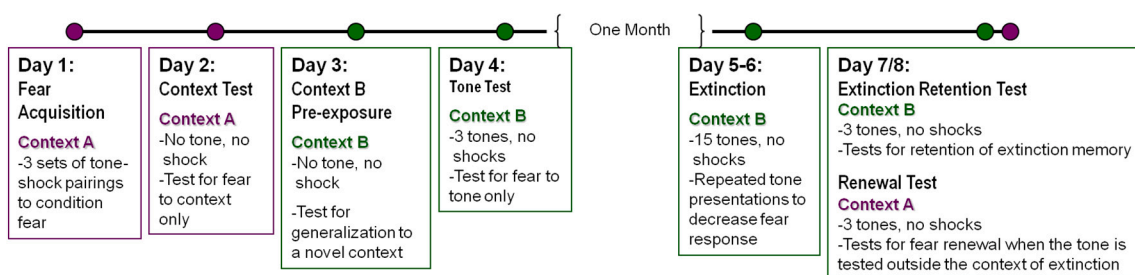 One Month
Day 1:
Fear
Acquisition
Context A
-3 sets of tone-
shock pairings
to condition
fear
Day 2:
Context Test
Context A
-No tone, no
shock
-Test for fear
to context
only
Day 3:
Context B
Pre-exposure
Context B
-No tone, no
shock
-Test for
generalization to
a novel context
Day 4:
Tone Test
Context B
-3 tones, no
shocks
-Test for fear to
tone only
Day 5-6:
Extinction
Context B
-15 tones, no
shocks
-Repeated tone
presentations to
decrease fear
response
Day 7/8:
Extinction Retention Test
Context B
-3 tones, no shocks
-Tests for retention of extinction memory
Renewal Test
Context A
-3 tones, no shocks
-Tests for fear renewal when the tone is
tested outside the context of extinction